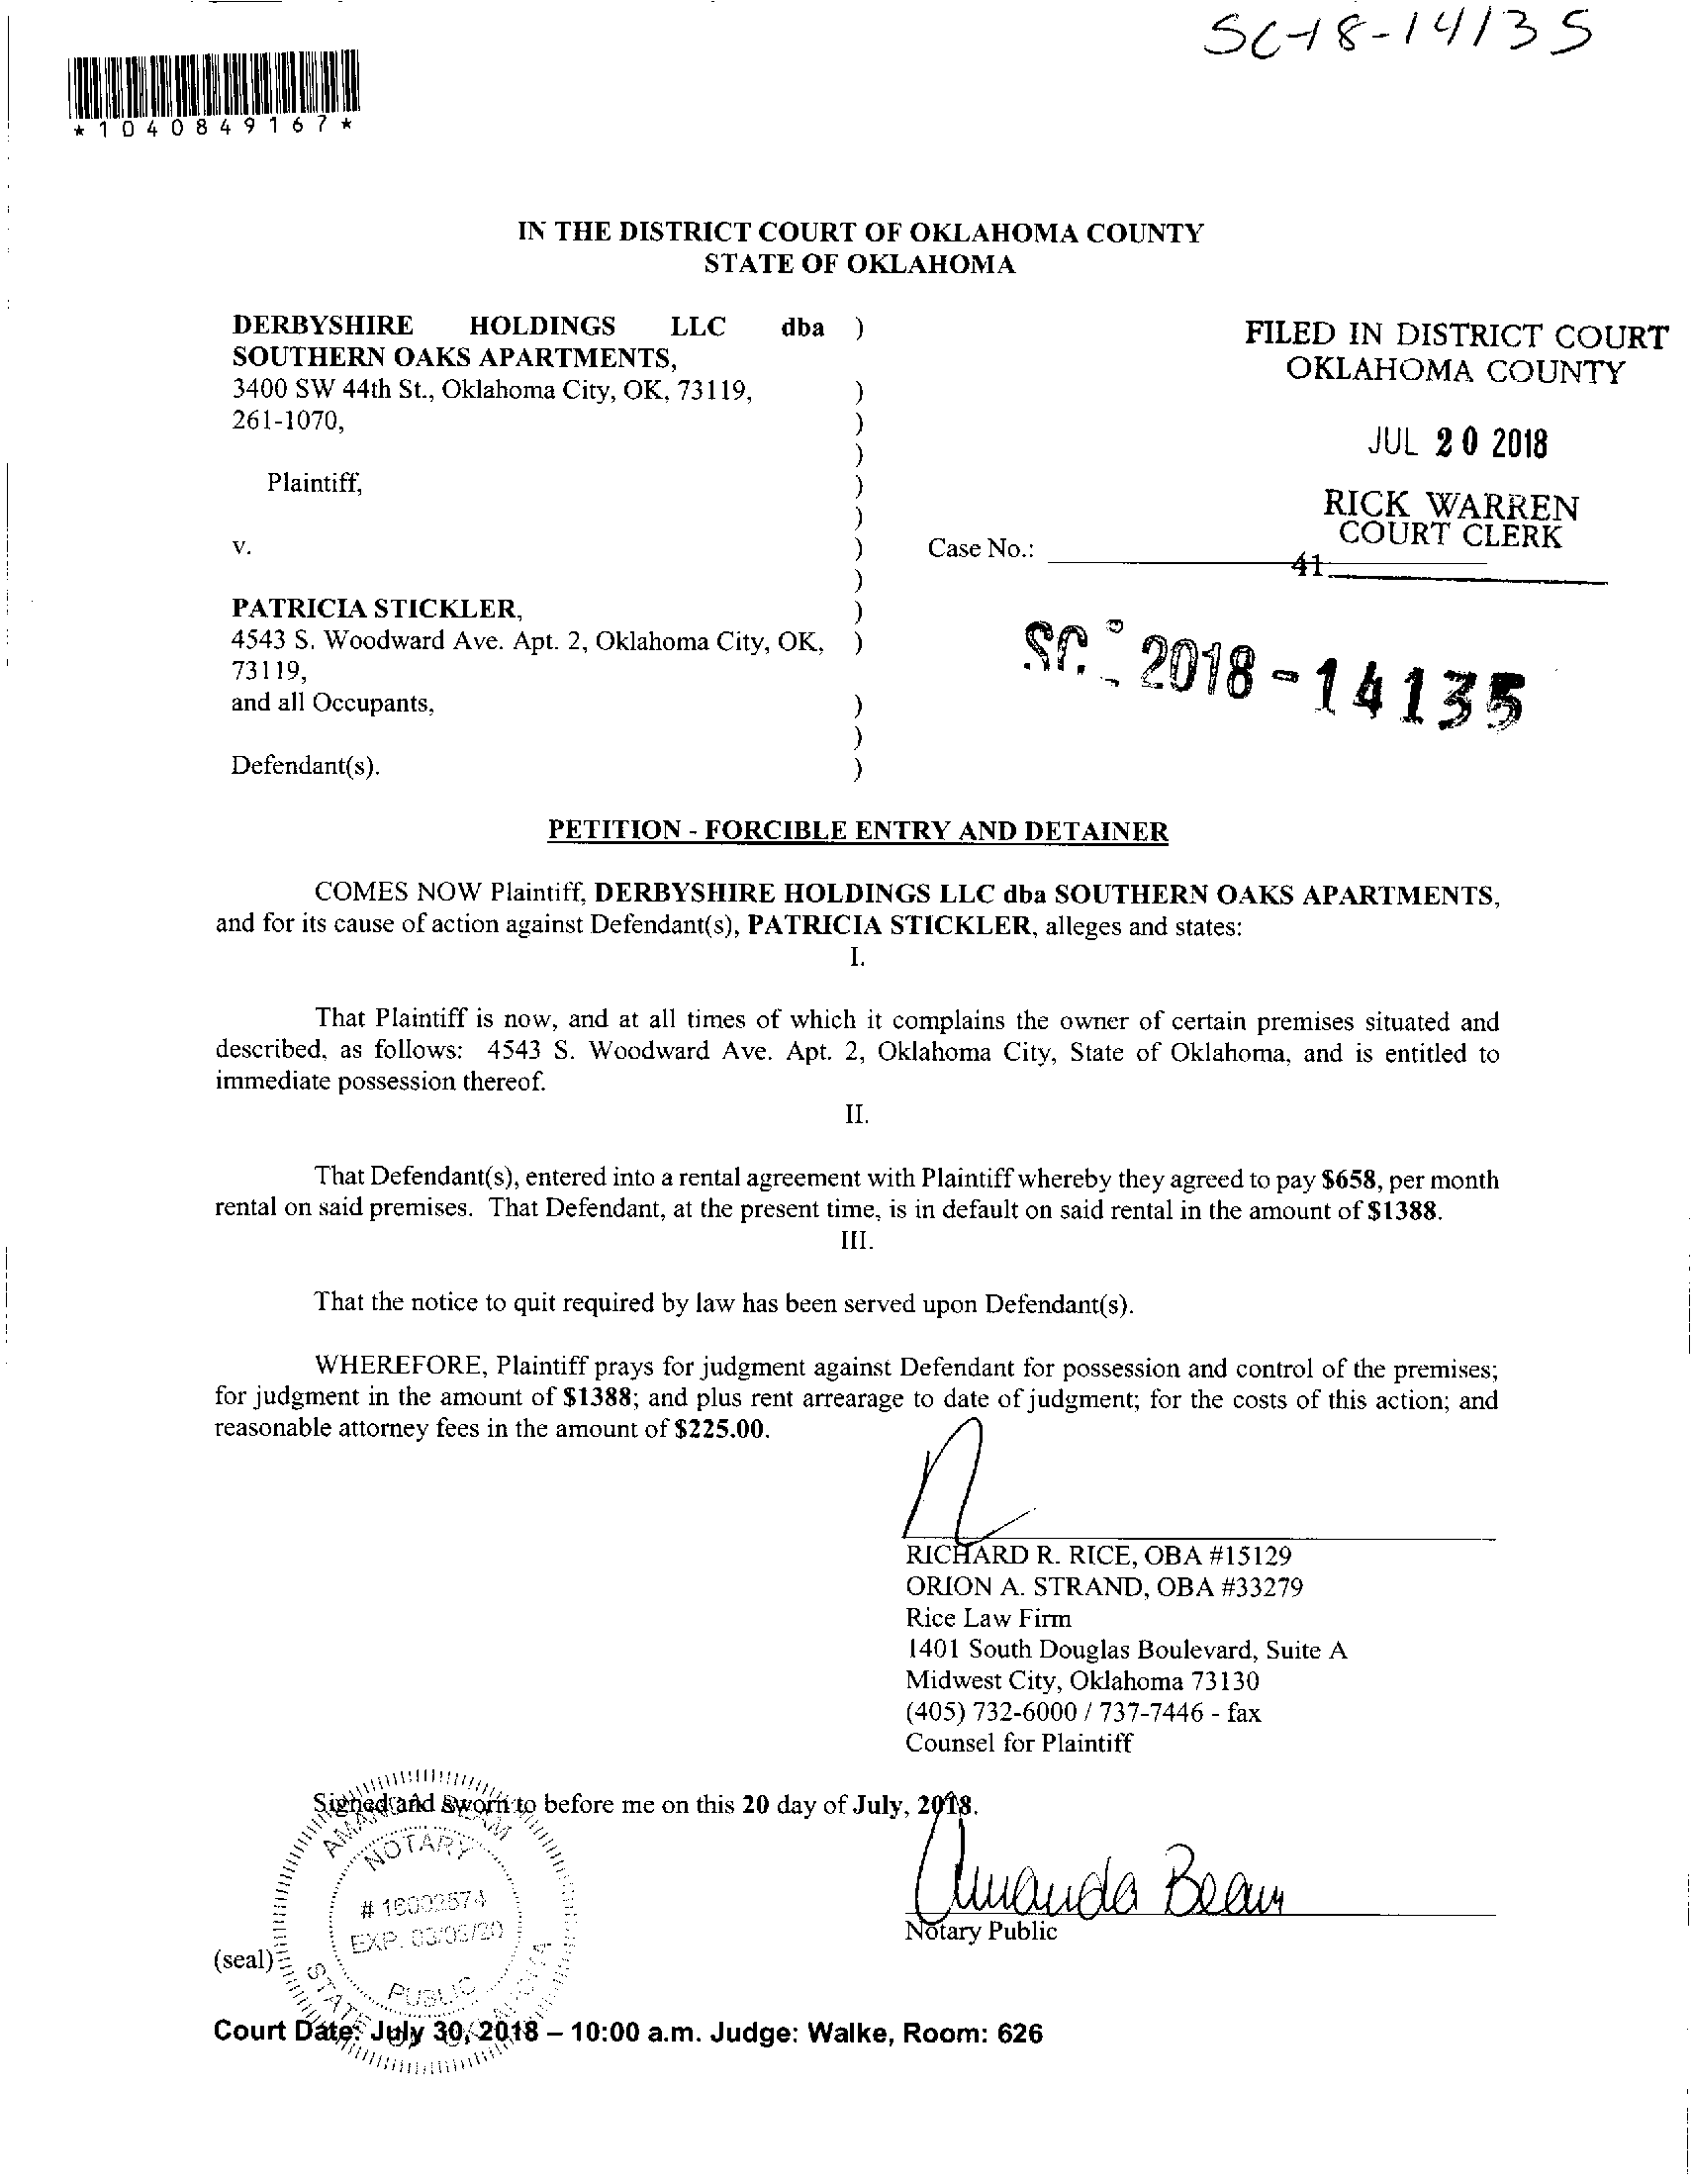 SC-18-14135
*1040849167*
IN THE DISTRICT COURT OF OKLAHOMA COUNTY
STATE OF OKLAHOMA
DERBYSHIRE HOLDINGS LLC dba )
SOUTHERN OAKS APARTMENTS,
3400 SW 44th St., Oklahoma City, OK, 73119, )
261-1070, )
)
Plaintiff, )
)
v. )
)
PATRICIA STICKLER, )
4543 S. Woodward Ave. Apt. 2, Oklahoma City, OK, )
73119,
and all Occupants, )
)
Defendant(s). )
FILED IN DISTRICT COURT
OKLAHOMA COUNTY
JUL 20 2018
RICK WARREN
COURT CLERK
Case No.:
41
SC - 2018-14135
PETITION - FORCIBLE ENTRY AND DETAINER
COMES NOW Plaintiff, DERBYSHIRE HOLDINGS LLC dba SOUTHERN OAKS APARTMENTS,
and for its cause of action against Defendant(s), PATRICIA STICKLER, alleges and states:
I.
That Plaintiff is now, and at all times of which it complains the owner of certain premises situated and
described, as follows: 4543 S. Woodward Ave. Apt. 2, Oklahoma City, State of Oklahoma, and is entitled to
immediate possession thereof.
II.
That Defendant(s), entered into a rental agreement with Plaintiff whereby they agreed to pay $658, per month
rental on said premises. That Defendant, at the present time, is in default on said rental in the amount of $1388.
III.
That the notice to quit required by law has been served upon Defendant(s).
WHEREFORE, Plaintiff prays for judgment against Defendant for possession and control of the premises;
for judgment in the amount of $1388; and plus rent arrearage to date of judgment; for the costs of this action; and
reasonable attorney fees in the amount of $225.00.
RICHARD R. RICE, OBA #15129
ORION A. STRAND, OBA #33279
Rice Law Firm
1401 South Douglas Boulevard, Suite A
Midwest City, Oklahoma 73130
(405) 732-6000 / 737-7446 - fax
Counsel for Plaintiff
Signed and sworn to before me on this 20 day of July, 2018.
Amanda Beam
Notary Public
AMANDA BEAM
NOTARY
# 16002574
EXP. 03/08/20
PUBLIC
STATE OF
(seal)
Court Date: July 30, 2018 – 10:00 a.m. Judge: Walke, Room: 626